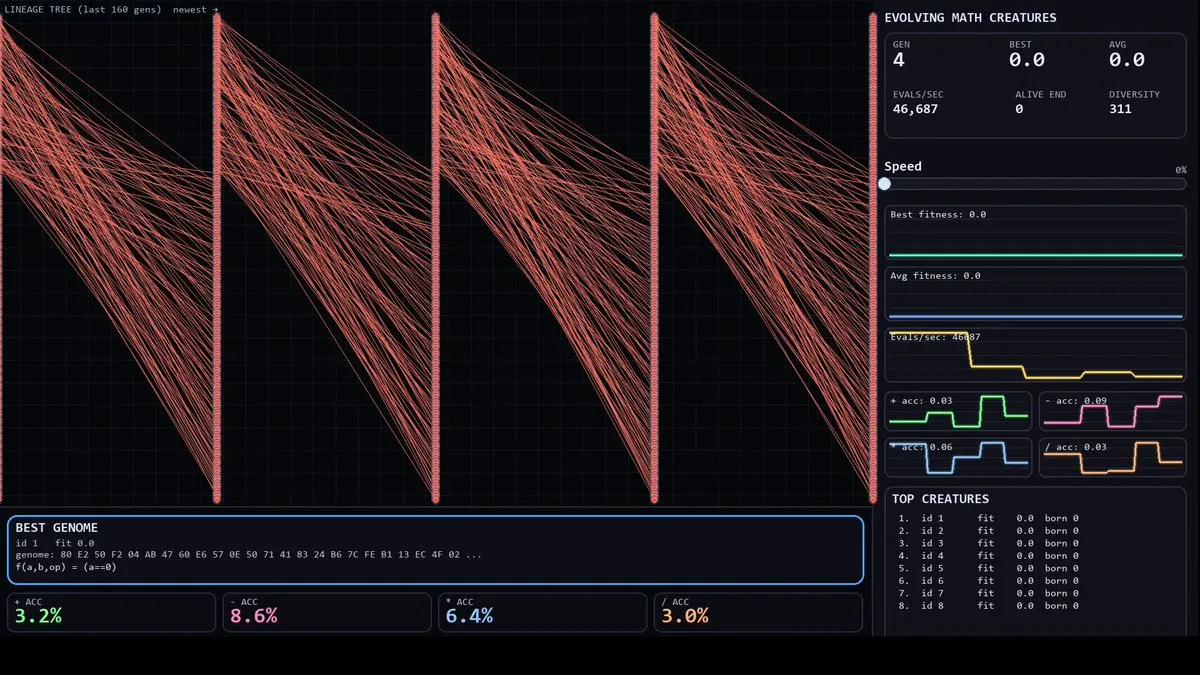 LINEAGE TREE (last 160 gens) newest →
EVOLVING MATH CREATURES
GEN BEST AVG
4 0.0 0.0
EVALS/SEC ALIVE END DIVERSITY
46,687 0 311
Speed
0%
Best fitness: 0.0
Avg fitness: 0.0
Evals/sec: 46687
+ acc: 0.03 - acc: 0.09
* acc: 0.06 / acc: 0.03
TOP CREATURES
1. id 1 fit 0.0 born 0
2. id 2 fit 0.0 born 0
3. id 3 fit 0.0 born 0
4. id 4 fit 0.0 born 0
5. id 5 fit 0.0 born 0
6. id 6 fit 0.0 born 0
7. id 7 fit 0.0 born 0
8. id 8 fit 0.0 born 0
BEST GENOME
id 1 fit 0.0
genome: 80 E2 50 F2 04 AB 47 60 E6 57 0E 50 71 41 83 24 B6 7C FE B1 13 EC 4F 02 ...
f(a,b,op) = (a==0)
+ ACC - ACC * ACC / ACC
3.2% 8.6% 6.4% 3.0%